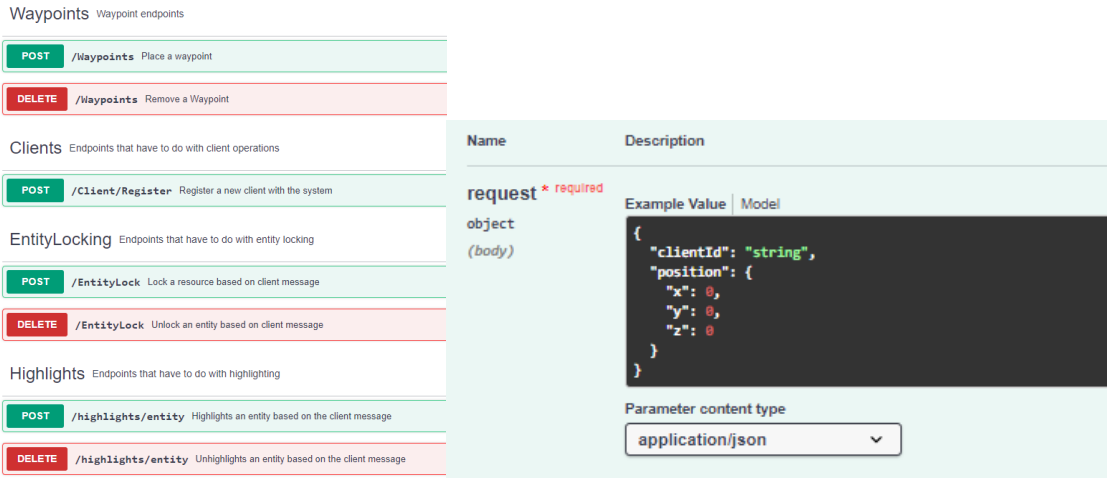 Waypoints Waypoint endpoints
POST /Waypoints Place a waypoint
DELETE /Waypoints Remove a Waypoint
Clients Endpoints that have to do with client operations
POST /Client/Register Register a new client with the system
EntityLocking Endpoints that have to do with entity locking
POST /EntityLock Lock a resource based on client message
DELETE /EntityLock Unlock an entity based on client message
Highlights Endpoints that have to do with highlighting
POST /highlights/entity Highlights an entity based on the client message
DELETE /highlights/entity Unhighlights an entity based on the client message
Name Description
request * required
object
(body)
Example Value Model
{
"clientId": "string",
"position": {
"x": 0,
"y": 0,
"z": 0
}
}
Parameter content type
application/json